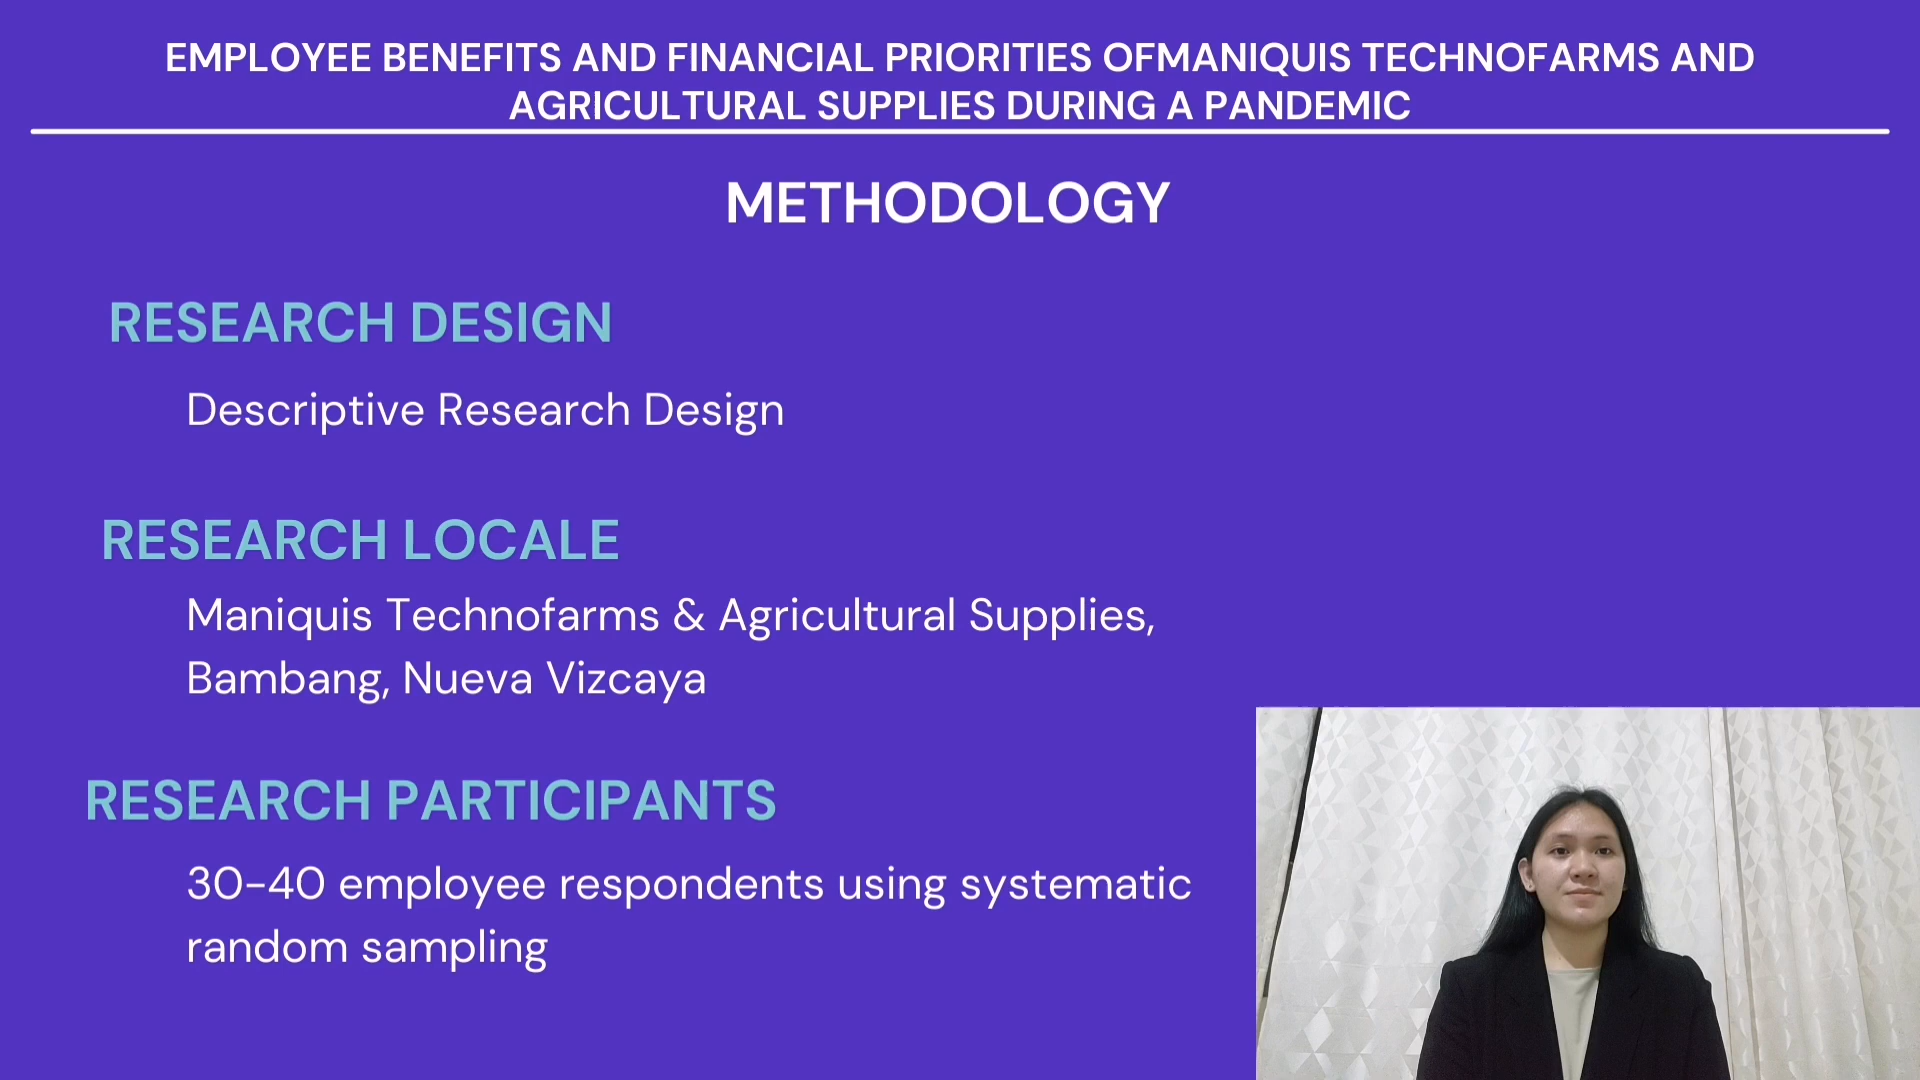 EMPLOYEE BENEFITS AND FINANCIAL PRIORITIES OFMANIQUIS TECHNOFARMS AND
AGRICULTURAL SUPPLIES DURING A PANDEMIC
METHODOLOGY
RESEARCH DESIGN
Descriptive Research Design
RESEARCH LOCALE
Maniquis Technofarms & Agricultural Supplies,
Bambang, Nueva Vizcaya
RESEARCH PARTICIPANTS
30-40 employee respondents using systematic
random sampling